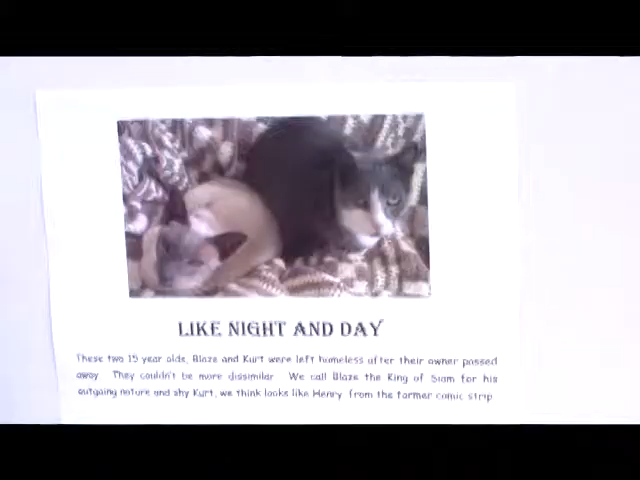 LIKE NIGHT AND DAY
These two 15 year olds, Blaze and Kurt were left homeless after their owner passed
away. They couldn't be more dissimilar. We call Blaze the King of Siam for his
outgoing nature and shy Kurt, we think looks like Henry from the former comic strip